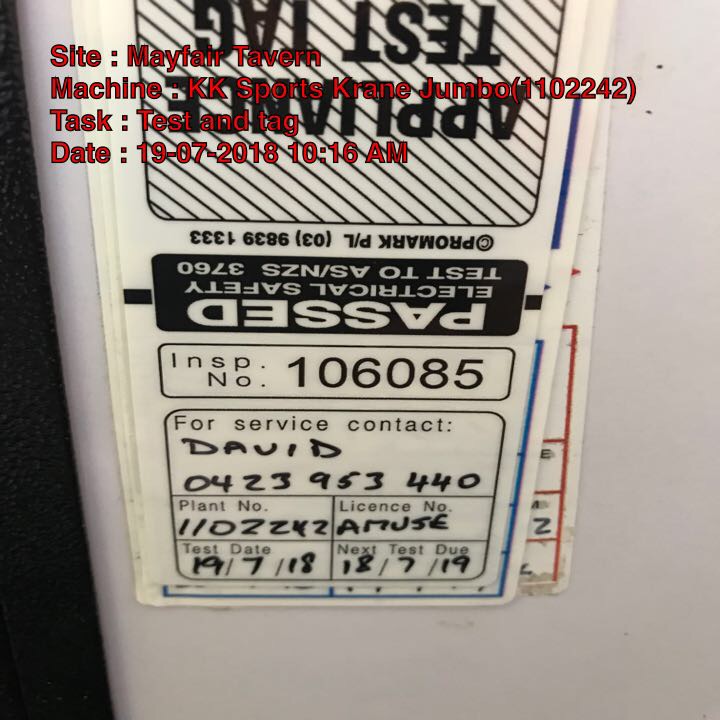 Site : Mayfair Tavern
Machine : KK Sports Krane Jumbo(1102242)
Task : Test and tag
Date : 19-07-2018 10:16 AM
APPLIANCE
TEST TAG
©PROMARK P/L (03) 9839 1333
PASSED
ELECTRICAL SAFETY
TEST TO AS/NZS 3760
Insp. No. 106085
For service contact:
DAVID
0423 953 440
Plant No. Licence No.
1102242 AMUSE
Test Date Next Test Due
19/7/18 18/7/19
E
Z